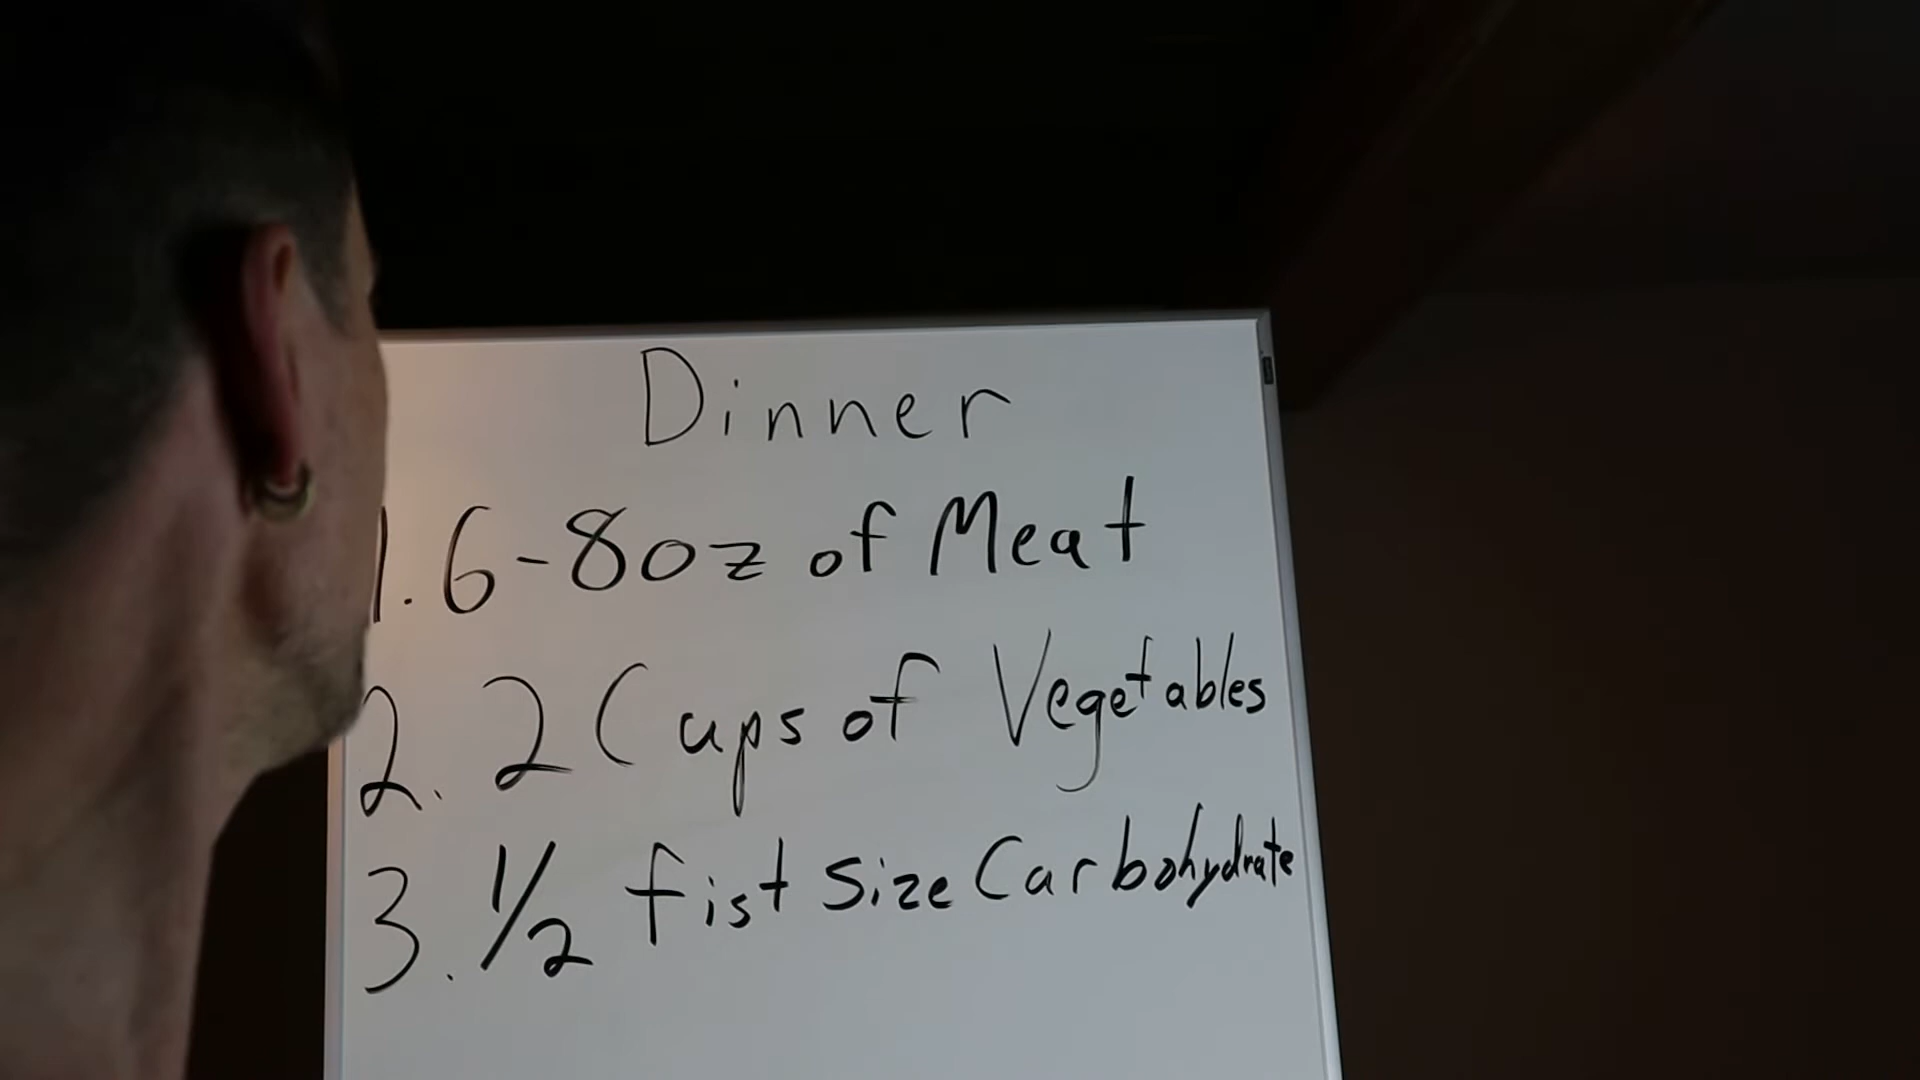 Dinner
1. 6-8oz of Meat
2. 2 Cups of Vegetables
3. 1/2 fist Size Carbohydrate